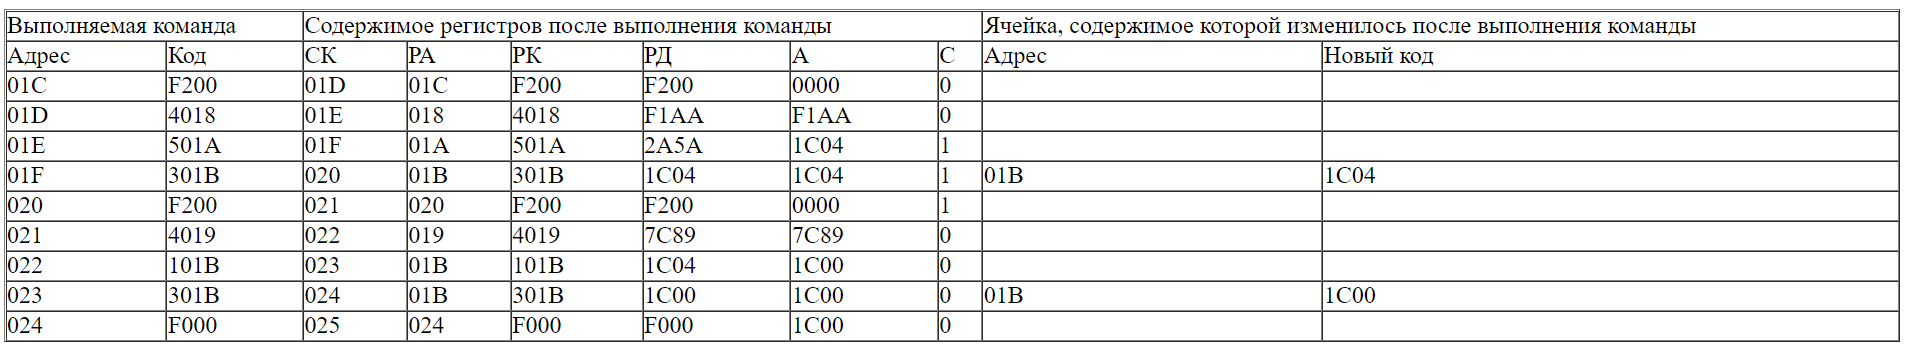 Выполняемая команда Содержимое регистров после выполнения команды Ячейка, содержимое которой изменилось после выполнения команды
Адрес Код СК РА РК РД А С Адрес Новый код
01C F200 01D 01C F200 F200 0000 0
01D 4018 01E 018 4018 F1AA F1AA 0
01E 501A 01F 01A 501A 2A5A 1C04 1
01F 301B 020 01B 301B 1C04 1C04 1 01B 1C04
020 F200 021 020 F200 F200 0000 1
021 4019 022 019 4019 7C89 7C89 0
022 101B 023 01B 101B 1C04 1C00 0
023 301B 024 01B 301B 1C00 1C00 0 01B 1C00
024 F000 025 024 F000 F000 1C00 0